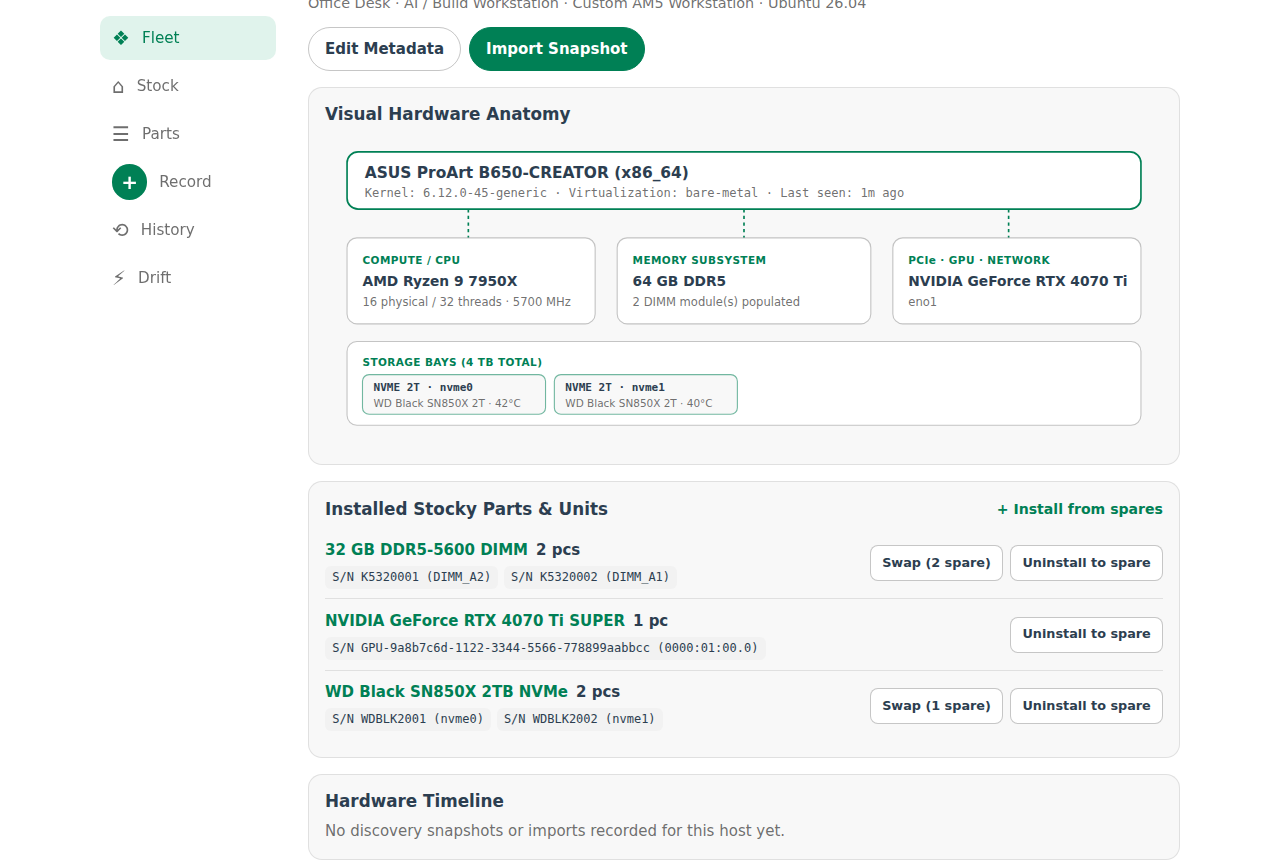 Office Desk · AI / Build Workstation · Custom AM5 Workstation · Ubuntu 26.04
Fleet
Stock
Parts
Record
History
Drift
Edit Metadata
Import Snapshot
Visual Hardware Anatomy
ASUS ProArt B650-CREATOR (x86_64)
Kernel: 6.12.0-45-generic · Virtualization: bare-metal · Last seen: 1m ago
COMPUTE / CPU
AMD Ryzen 9 7950X
16 physical / 32 threads · 5700 MHz
MEMORY SUBSYSTEM
64 GB DDR5
2 DIMM module(s) populated
PCIe · GPU · NETWORK
NVIDIA GeForce RTX 4070 Ti
eno1
STORAGE BAYS (4 TB TOTAL)
NVME 2T · nvme0
WD Black SN850X 2T · 42°C
NVME 2T · nvme1
WD Black SN850X 2T · 40°C
Installed Stocky Parts & Units
+ Install from spares
32 GB DDR5-5600 DIMM 2 pcs
S/N K5320001 (DIMM_A2) S/N K5320002 (DIMM_A1)
Swap (2 spare)
Uninstall to spare
NVIDIA GeForce RTX 4070 Ti SUPER 1 pc
S/N GPU-9a8b7c6d-1122-3344-5566-778899aabbcc (0000:01:00.0)
Uninstall to spare
WD Black SN850X 2TB NVMe 2 pcs
S/N WDBLK2001 (nvme0) S/N WDBLK2002 (nvme1)
Swap (1 spare)
Uninstall to spare
Hardware Timeline
No discovery snapshots or imports recorded for this host yet.